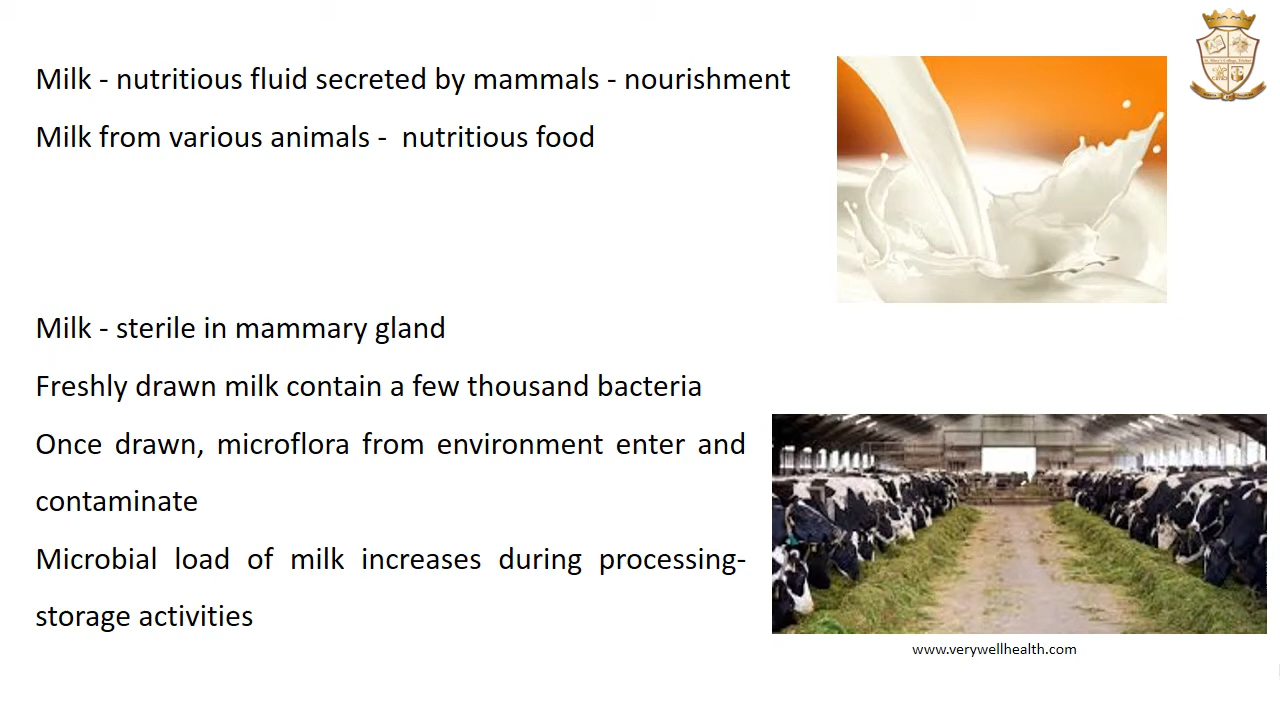 Milk - nutritious fluid secreted by mammals - nourishment
Milk from various animals -  nutritious food
Milk - sterile in mammary gland
Freshly drawn milk contain a few thousand bacteria
Once drawn, microflora from environment enter and
contaminate
Microbial load of milk increases during processing-
storage activities
www.verywellhealth.com